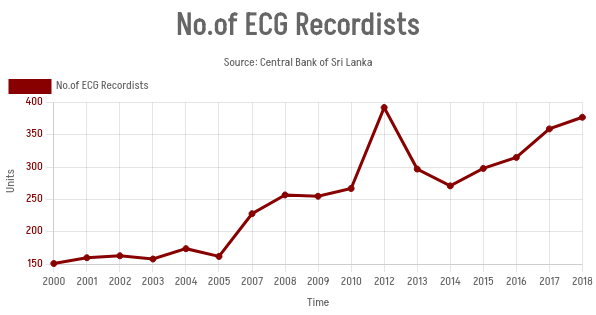 No.of ECG Recordists
Source: Central Bank of Sri Lanka
No.of ECG Recordists
400
350
300
250
200
150
Units
2000 2001 2002 2003 2004 2005 2007 2008 2009 2010 2012 2013 2014 2015 2016 2017 2018
Time